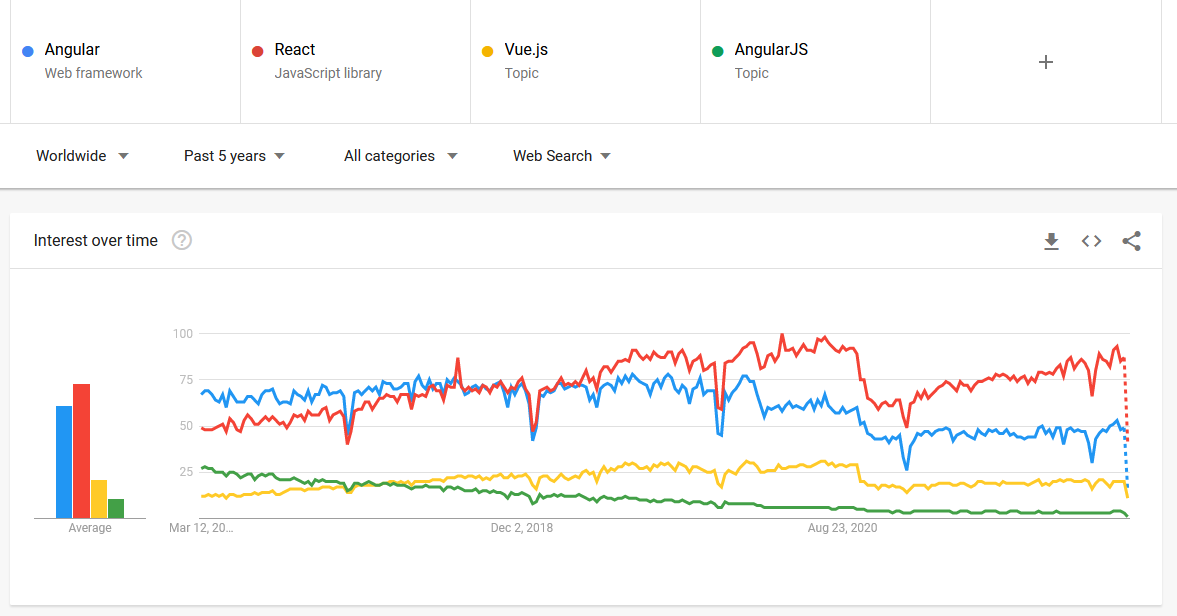 Angular
Web framework
React
JavaScript library
Vue.js
Topic
AngularJS
Topic
+
Worldwide
Past 5 years
All categories
Web Search
Interest over time
?
100
75
50
25
Average
Mar 12, 20...
Dec 2, 2018
Aug 23, 2020